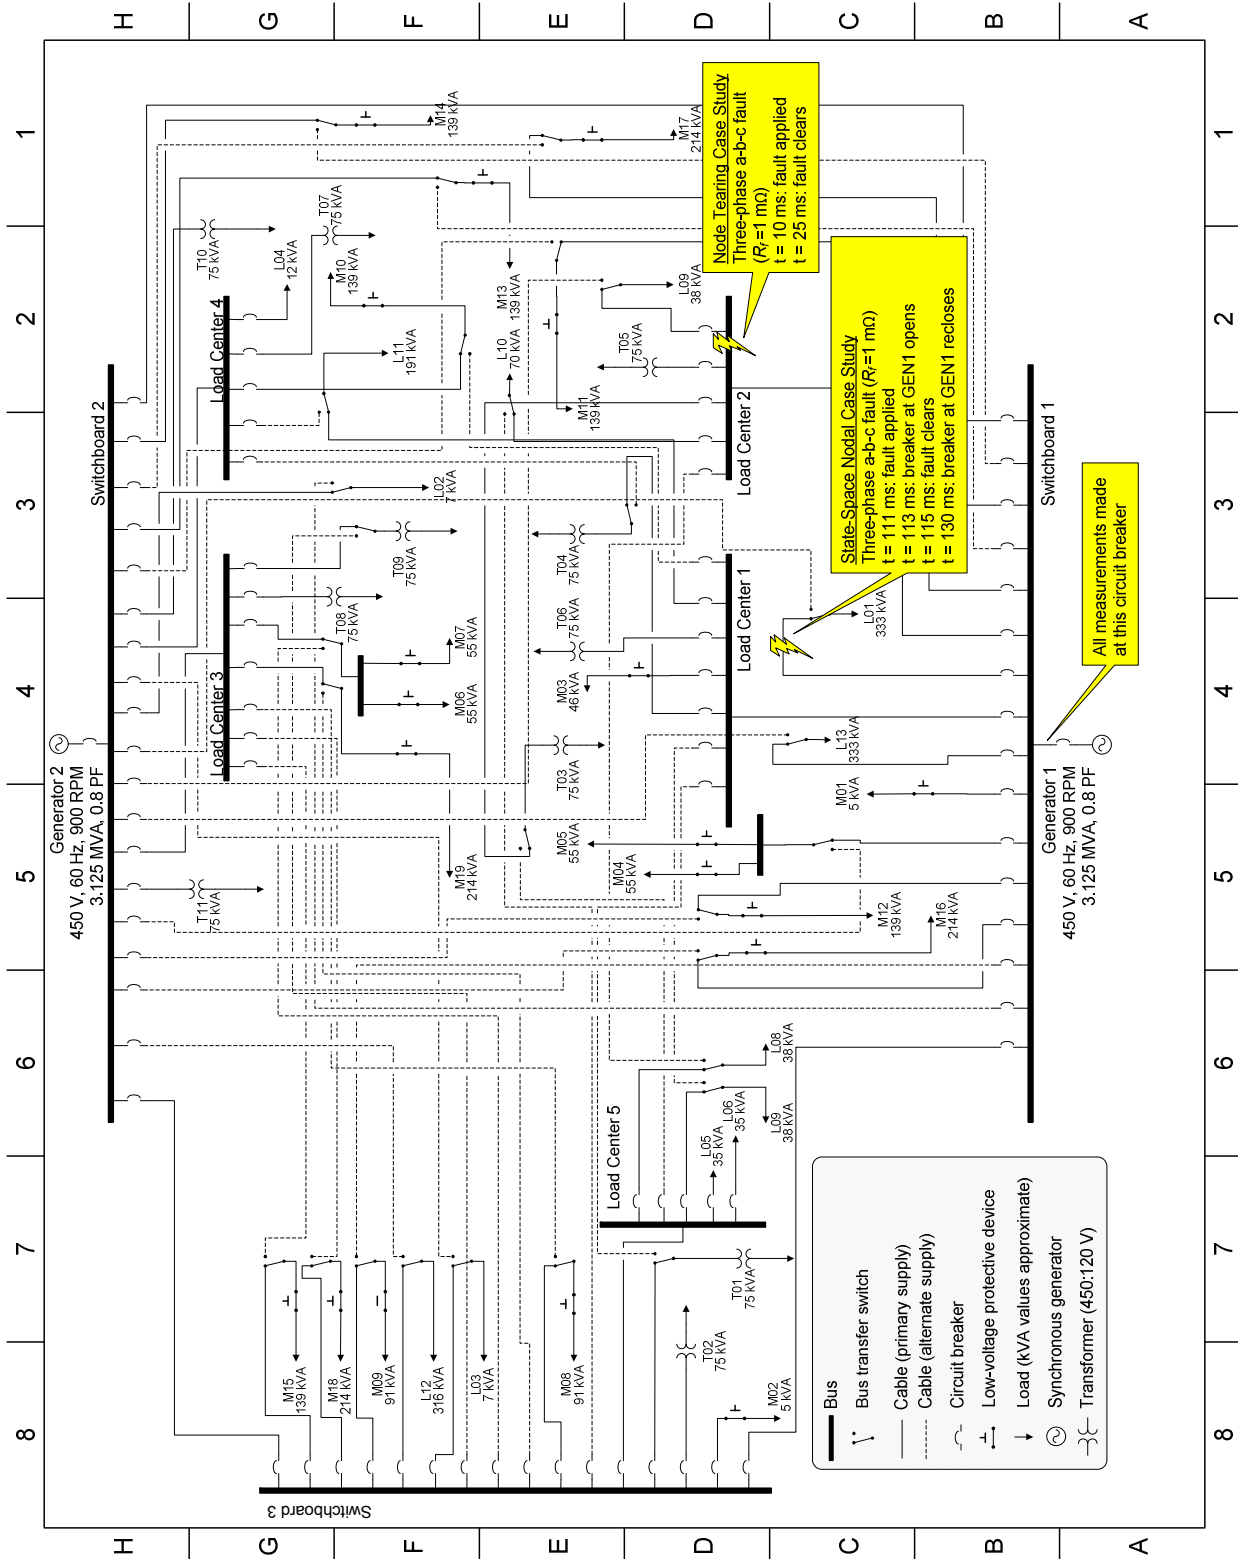 H
G
F
E
D
C
B
A
1
2
3
4
5
6
7
8
M14
139 kVA
M17
214 kVA
Node Tearing Case Study
Three-phase a-b-c fault
(Rf=1 mΩ)
t = 10 ms: fault applied
t = 25 ms: fault clears
T07
75 kVA
T10
75 kVA
L04
12 kVA
M10
139 kVA
M13
139 kVA
L09
38 kVA
Load Center 4
L11
191 kVA
L10
70 kVA
T05
75 kVA
M11
139 kVA
Load Center 2
State-Space Nodal Case Study
Three-phase a-b-c fault (Rf=1 mΩ)
t = 111 ms: fault applied
t = 113 ms: breaker at GEN1 opens
t = 115 ms: fault clears
t = 130 ms: breaker at GEN1 recloses
Switchboard 2
Switchboard 1
L02
7 kVA
T09
75 kVA
T04
75 kVA
T08
75 kVA
T06
75 kVA
Load Center 1
L01
333 kVA
All measurements made
at this circuit breaker
Load Center 3
M07
55 kVA
M06
55 kVA
M03
46 kVA
T03
75 kVA
L13
333 kVA
M01
5 kVA
Generator 2
450 V, 60 Hz, 900 RPM
3.125 MVA, 0.8 PF
Generator 1
450 V, 60 Hz, 900 RPM
3.125 MVA, 0.8 PF
T11
75 kVA
M19
214 kVA
M05
55 kVA
M04
55 kVA
M12
139 kVA
M16
214 kVA
L08
38 kVA
L09
38 kVA
L06
35 kVA
L05
35 kVA
Load Center 5
T01
75 kVA
T02
75 kVA
M02
5 kVA
M15
139 kVA
M18
214 kVA
M09
91 kVA
L12
316 kVA
L03
7 kVA
M08
91 kVA
Switchboard 3
Bus
Bus transfer switch
Cable (primary supply)
Cable (alternate supply)
Circuit breaker
Low-voltage protective device
Load (kVA values approximate)
Synchronous generator
Transformer (450:120 V)
H
G
F
E
D
C
B
A
1
2
3
4
5
6
7
8